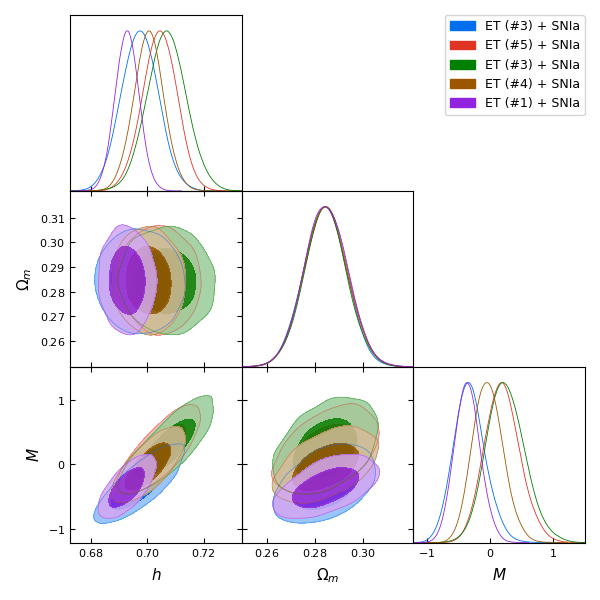 ET (#3) + SNIa
ET (#5) + SNIa
ET (#3) + SNIa
ET (#4) + SNIa
ET (#1) + SNIa
0.31
0.30
0.29
0.28
0.27
0.26
Ωm
1
0
−1
M
0.68 0.70 0.72
h
0.26 0.28 0.30
Ωm
−1 0 1
M